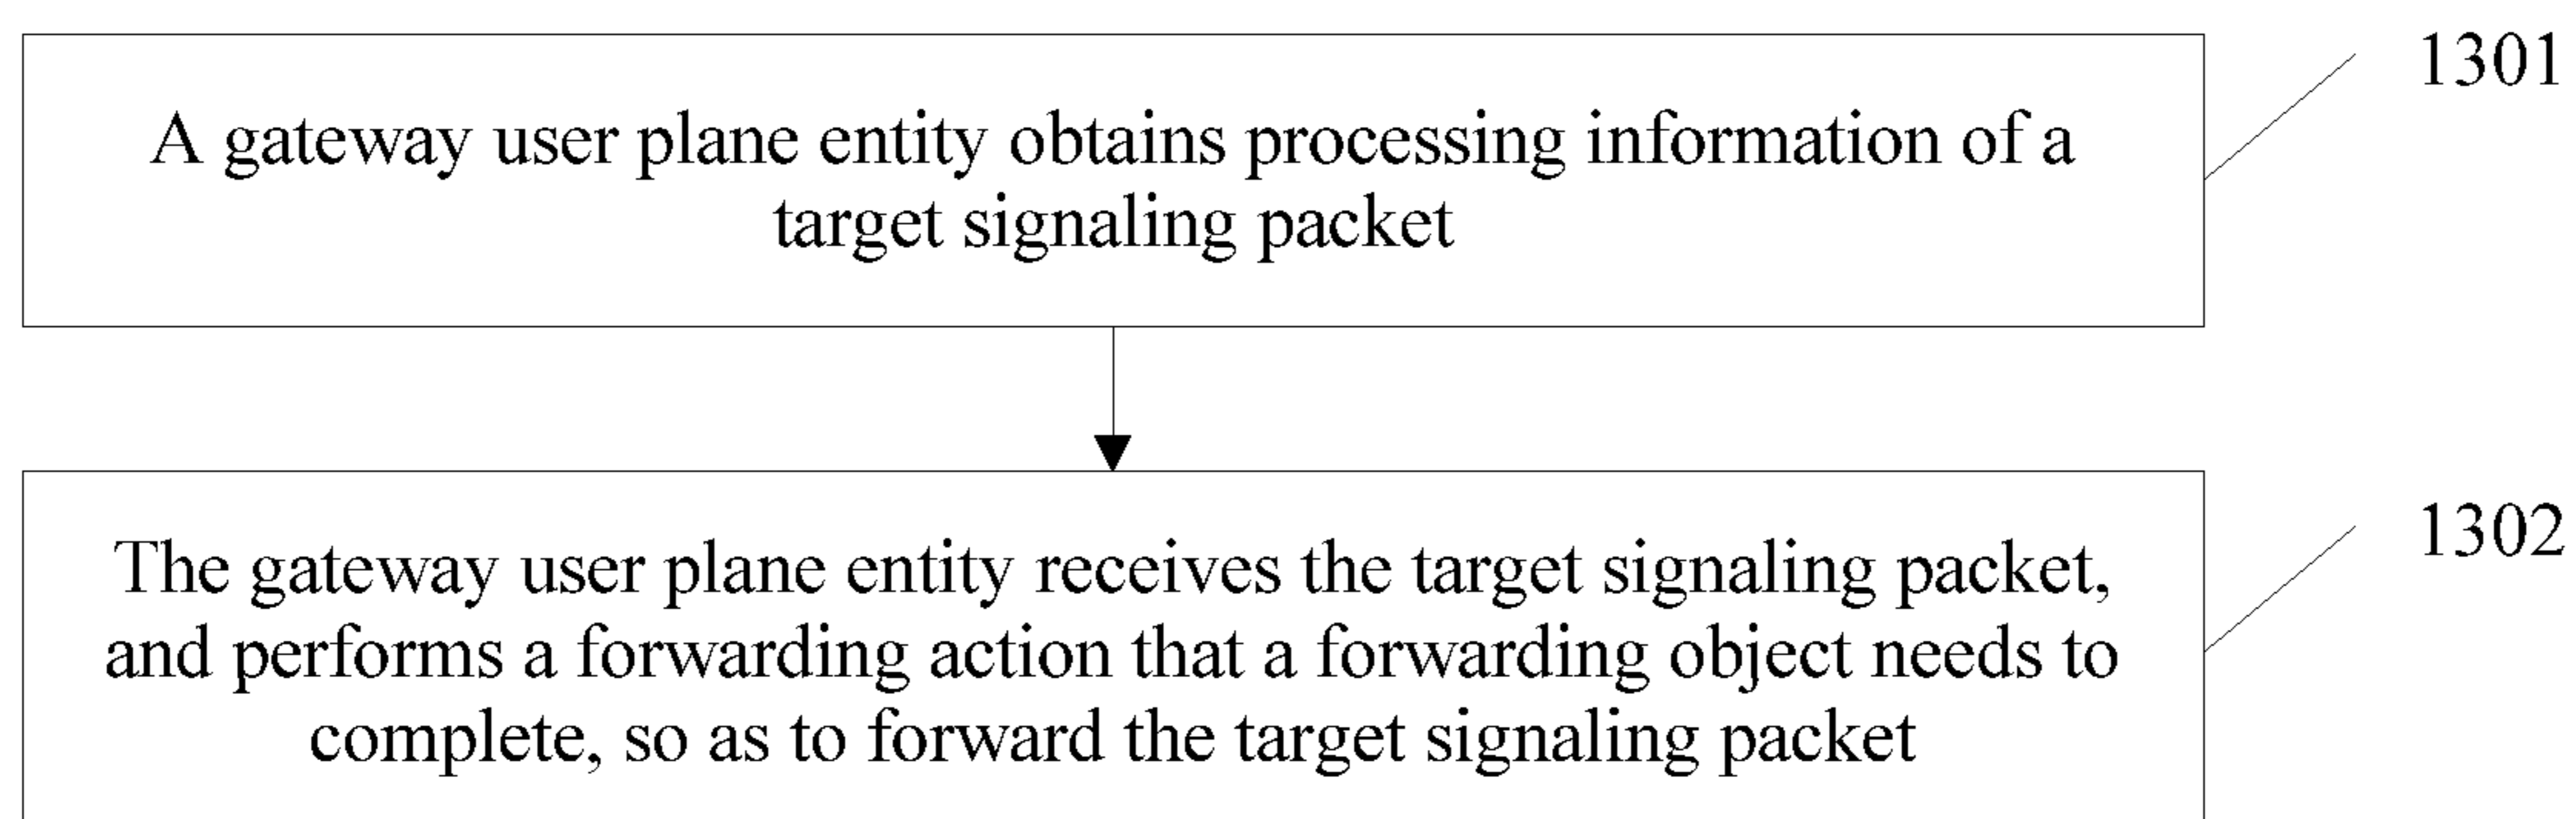 1301
A gateway user plane entity obtains processing information of a
target signaling packet
1302
The gateway user plane entity receives the target signaling packet,
and performs a forwarding action that a forwarding object needs to
complete, so as to forward the target signaling packet